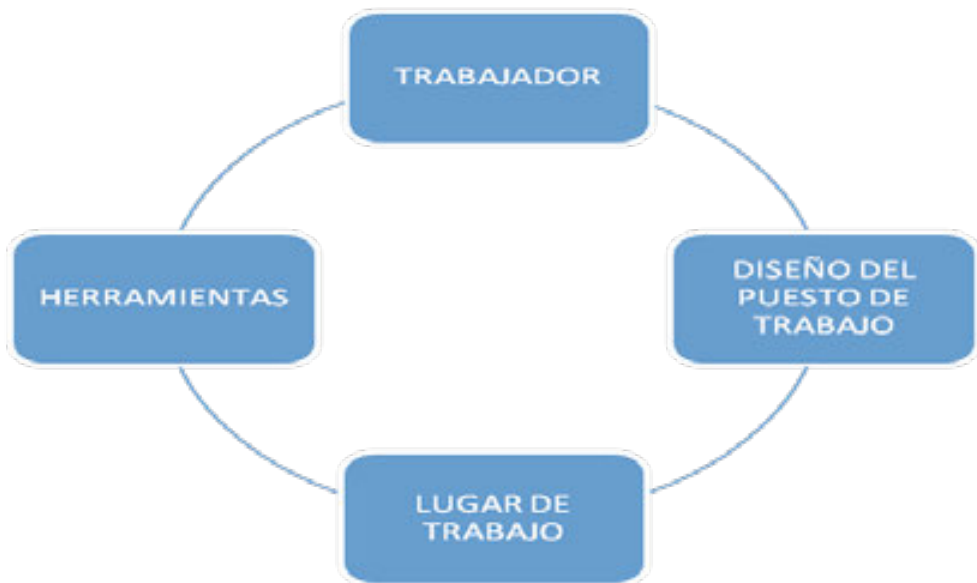 TRABAJADOR
HERRAMIENTAS
DISEÑO DEL
PUESTO DE
TRABAJO
LUGAR DE
TRABAJO